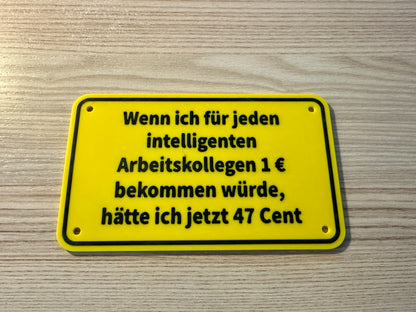 Wenn ich für jeden
intelligenten
Arbeitskollegen 1 €
bekommen würde,
hätte ich jetzt 47 Cent